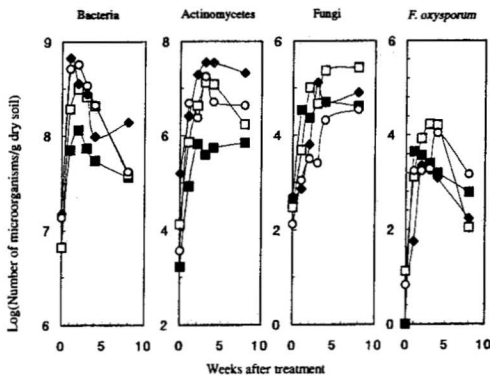 Bacteria Actinomycetes Fungi F. oxysporum
Log(Number of microorganisms/g dry soil)
9 8 6 6
8 6 4 4
7 4 2 2
6 2 0 0
0 5 10 0 5 10 0 5 10 0 5 10
Weeks after treatment